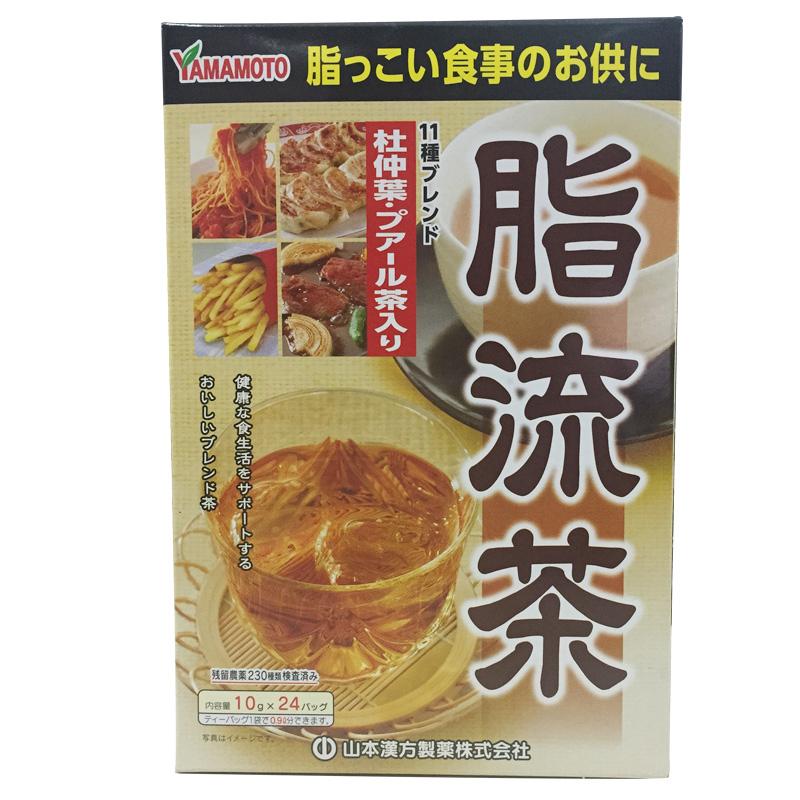 YAMAMOTO
脂っこい食事のお供に
11種ブレンド
杜仲葉・プアール茶入り
脂流茶
健康な食生活をサポートする
おいしいブレンド茶
残留農薬230種類検査済み
内容量 10g×24バッグ
ティーバッグ1袋で0.9ℓ分できます。
写真はイメージです。
山本漢方製薬株式会社